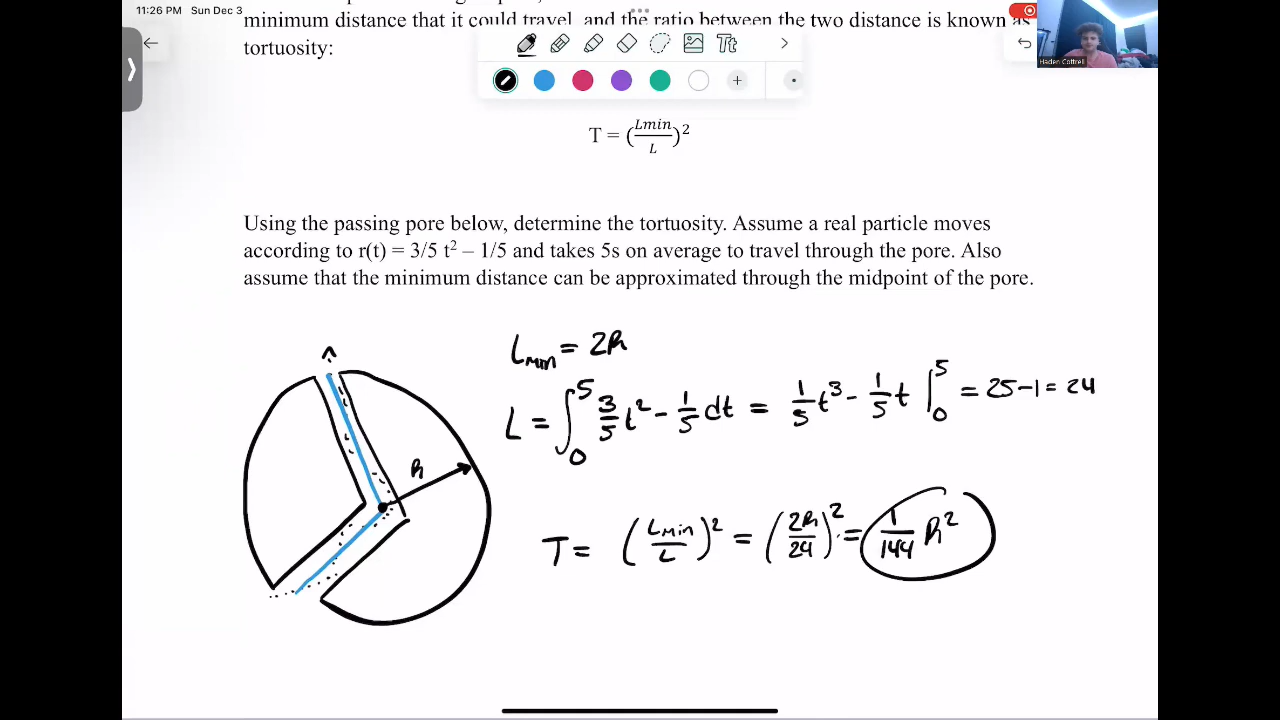 11:26 PM Sun Dec 3
minimum distance that it could travel, and the ratio between the two distance is known as
tortuosity:
Tt
Haden Cottrell
T = (Lmin/L)²
Using the passing pore below, determine the tortuosity. Assume a real particle moves
according to r(t) = 3/5 t² – 1/5 and takes 5s on average to travel through the pore. Also
assume that the minimum distance can be approximated through the midpoint of the pore.
Lmin = 2R
L = ∫₀⁵ 3/5 t² - 1/5 dt = 1/5 t³ - 1/5 t |₀⁵ = 25 - 1 = 24
R
T = (Lmin/L)² = (2R/24)² = 1/144 R²